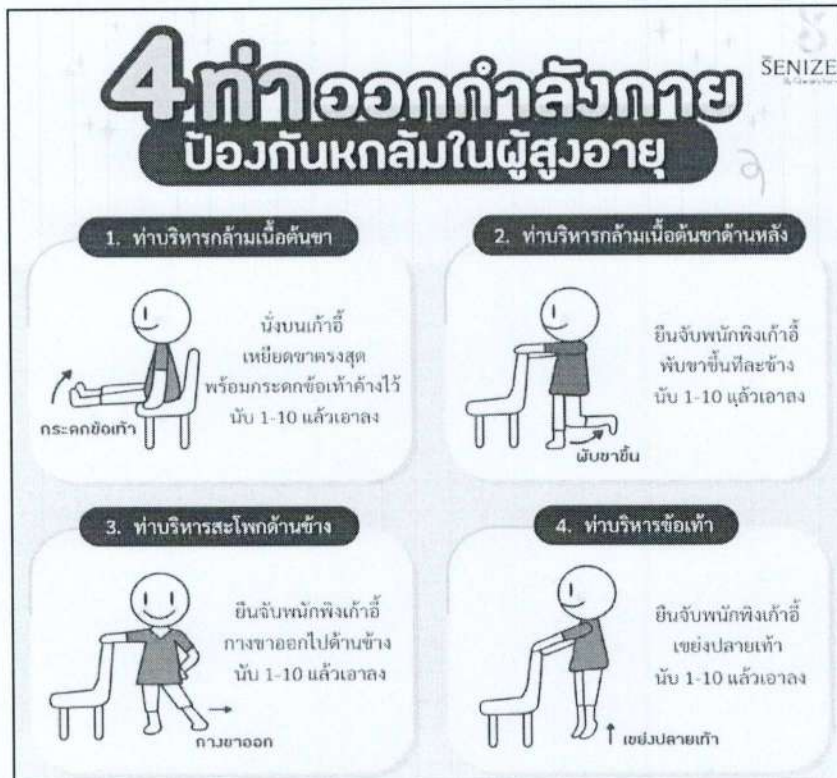 4 ท่าออกกำลังกาย
ป้องกันหกล้มในผู้สูงอายุ
SENIZE
1. ท่าบริหารกล้ามเนื้อต้นขา
นั่งบนเก้าอี้
เหยียดขาตรงสุด
พร้อมกระดกข้อเท้าค้างไว้
นับ 1-10 แล้วเอาลง
กระดกข้อเท้า
2. ท่าบริหารกล้ามเนื้อต้นขาด้านหลัง
ยืนจับพนักพิงเก้าอี้
พับขาขึ้นทีละข้าง
นับ 1-10 แล้วเอาลง
พับขาขึ้น
3. ท่าบริหารสะโพกด้านข้าง
ยืนจับพนักพิงเก้าอี้
กางขาออกไปด้านข้าง
นับ 1-10 แล้วเอาลง
กางขาออก
4. ท่าบริหารข้อเท้า
ยืนจับพนักพิงเก้าอี้
เขย่งปลายเท้า
นับ 1-10 แล้วเอาลง
เขย่งปลายเท้า